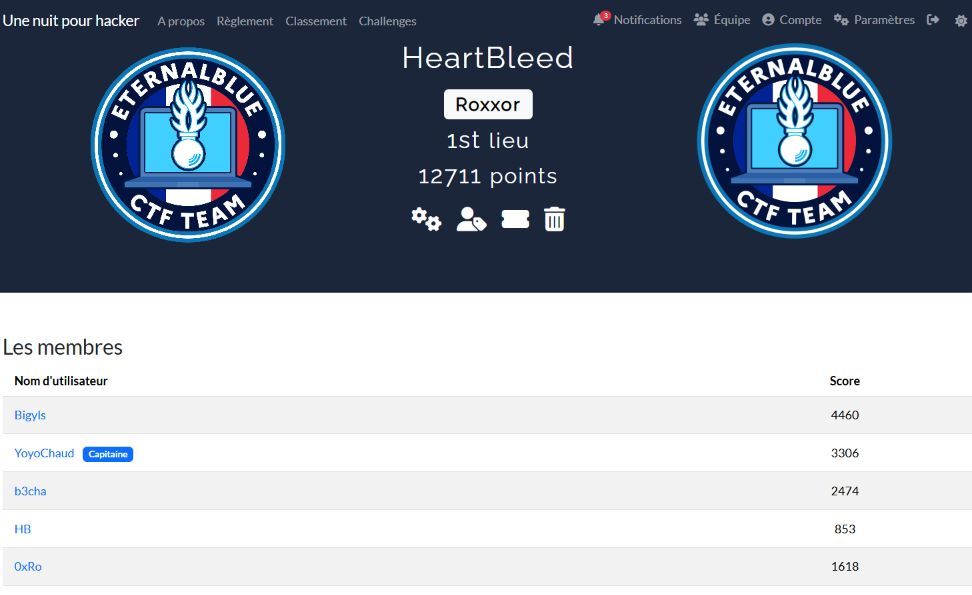 Une nuit pour hacker A propos Règlement Classement Challenges 3 Notifications Équipe Compte Paramètres
HeartBleed
ETERNALBLUE
CTF TEAM
Roxxor
1st lieu
12711 points
ETERNALBLUE
CTF TEAM
Les membres
Nom d'utilisateur Score
Bigyls 4460
YoyoChaud Capitaine 3306
b3cha 2474
HB 853
0xRo 1618